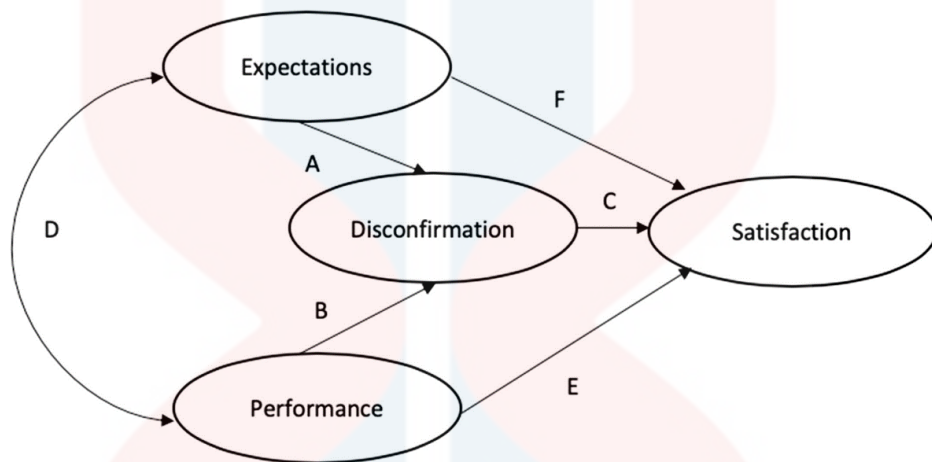 Expectations
F
A
C
D
Disconfirmation
Satisfaction
B
E
Performance